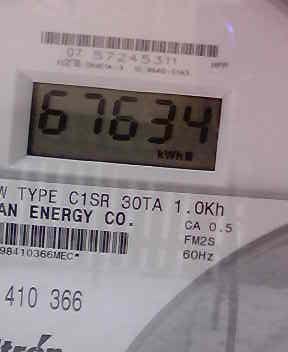 07 57245311
67634
kWh
W TYPE C1SR 30TA 1.0Kh
AN ENERGY CO.
CA 0.5
FM2S
98410366MEC*
60Hz
410 366